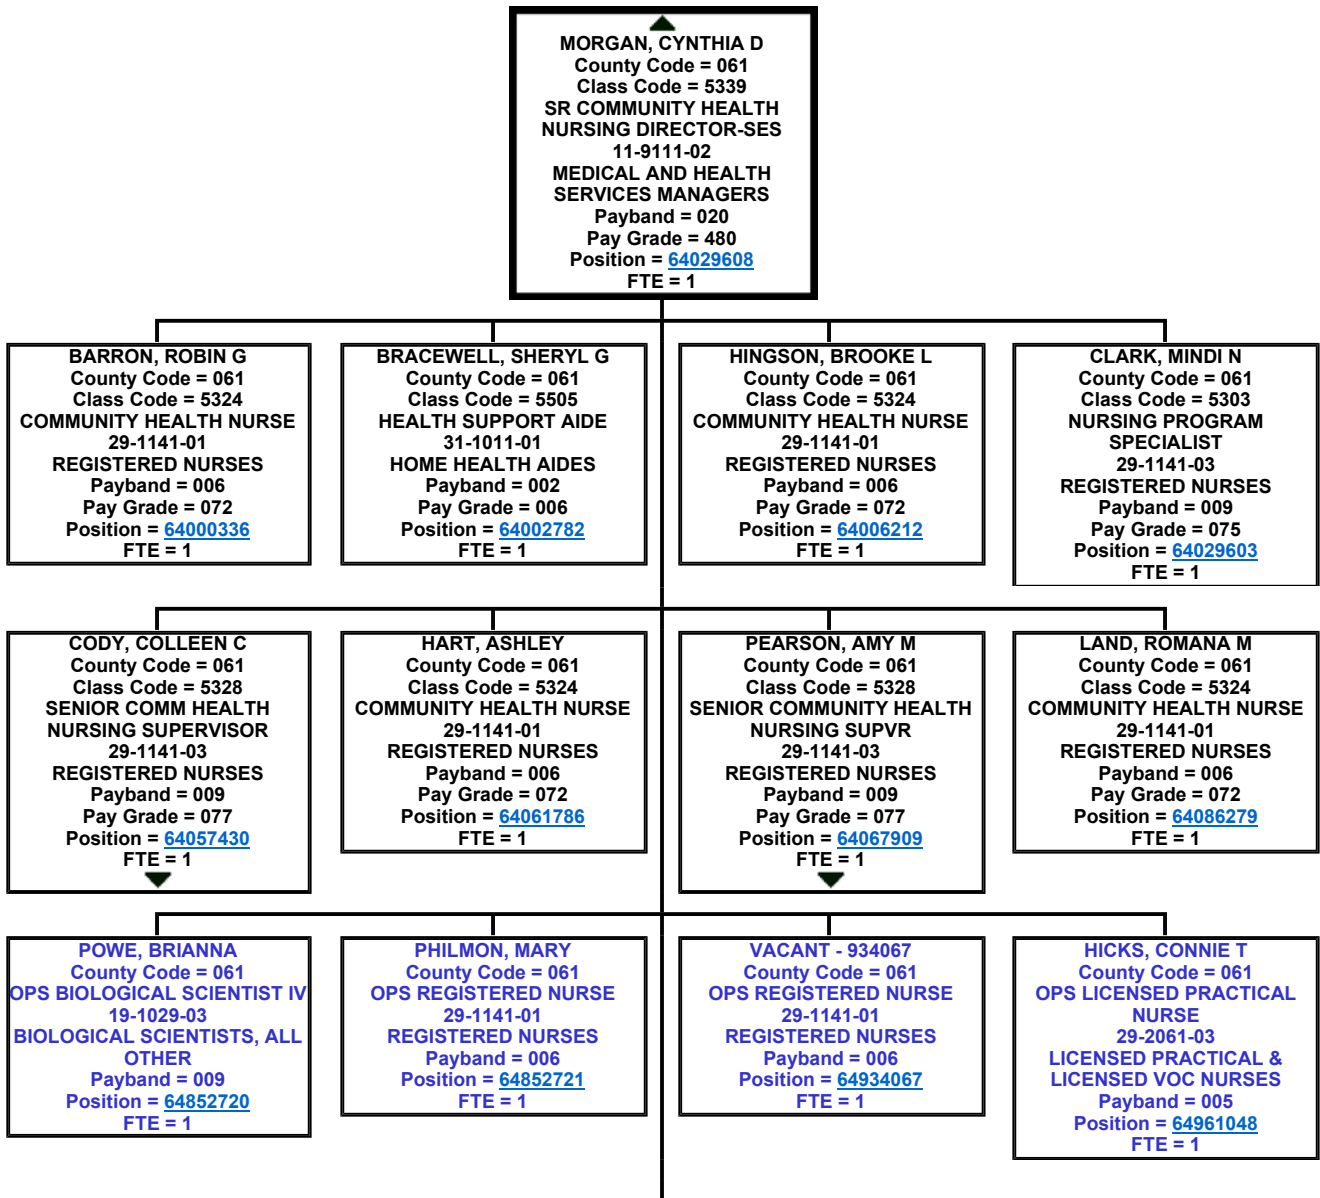 MORGAN, CYNTHIA D
County Code = 061
Class Code = 5339
SR COMMUNITY HEALTH
NURSING DIRECTOR-SES
11-9111-02
MEDICAL AND HEALTH
SERVICES MANAGERS
Payband = 020
Pay Grade = 480
Position = 64029608
FTE = 1
BARRON, ROBIN G
County Code = 061
Class Code = 5324
COMMUNITY HEALTH NURSE
29-1141-01
REGISTERED NURSES
Payband = 006
Pay Grade = 072
Position = 64000336
FTE = 1
BRACEWELL, SHERYL G
County Code = 061
Class Code = 5505
HEALTH SUPPORT AIDE
31-1011-01
HOME HEALTH AIDES
Payband = 002
Pay Grade = 006
Position = 64002782
FTE = 1
HINGSON, BROOKE L
County Code = 061
Class Code = 5324
COMMUNITY HEALTH NURSE
29-1141-01
REGISTERED NURSES
Payband = 006
Pay Grade = 072
Position = 64006212
FTE = 1
CLARK, MINDI N
County Code = 061
Class Code = 5303
NURSING PROGRAM
SPECIALIST
29-1141-03
REGISTERED NURSES
Payband = 009
Pay Grade = 075
Position = 64029603
FTE = 1
CODY, COLLEEN C
County Code = 061
Class Code = 5328
SENIOR COMM HEALTH
NURSING SUPERVISOR
29-1141-03
REGISTERED NURSES
Payband = 009
Pay Grade = 077
Position = 64057430
FTE = 1
HART, ASHLEY
County Code = 061
Class Code = 5324
COMMUNITY HEALTH NURSE
29-1141-01
REGISTERED NURSES
Payband = 006
Pay Grade = 072
Position = 64061786
FTE = 1
PEARSON, AMY M
County Code = 061
Class Code = 5328
SENIOR COMMUNITY HEALTH
NURSING SUPVR
29-1141-03
REGISTERED NURSES
Payband = 009
Pay Grade = 077
Position = 64067909
FTE = 1
LAND, ROMANA M
County Code = 061
Class Code = 5324
COMMUNITY HEALTH NURSE
29-1141-01
REGISTERED NURSES
Payband = 006
Pay Grade = 072
Position = 64086279
FTE = 1
POWE, BRIANNA
County Code = 061
OPS BIOLOGICAL SCIENTIST IV
19-1029-03
BIOLOGICAL SCIENTISTS, ALL
OTHER
Payband = 009
Position = 64852720
FTE = 1
PHILMON, MARY
County Code = 061
OPS REGISTERED NURSE
29-1141-01
REGISTERED NURSES
Payband = 006
Position = 64852721
FTE = 1
VACANT - 934067
County Code = 061
OPS REGISTERED NURSE
29-1141-01
REGISTERED NURSES
Payband = 006
Position = 64934067
FTE = 1
HICKS, CONNIE T
County Code = 061
OPS LICENSED PRACTICAL
NURSE
29-2061-03
LICENSED PRACTICAL &
LICENSED VOC NURSES
Payband = 005
Position = 64961048
FTE = 1